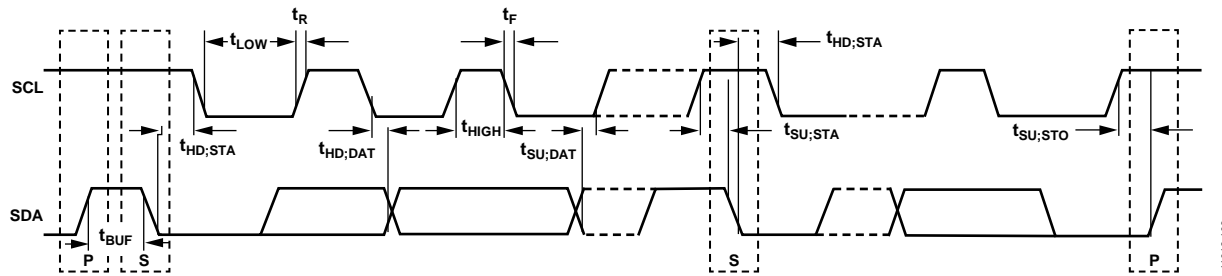 tR
tF
tLOW
tHD;STA
SCL
tHD;STA
tHD;DAT
tHIGH
tSU;DAT
tSU;STA
tSU;STO
SDA
tBUF
P
S
S
P